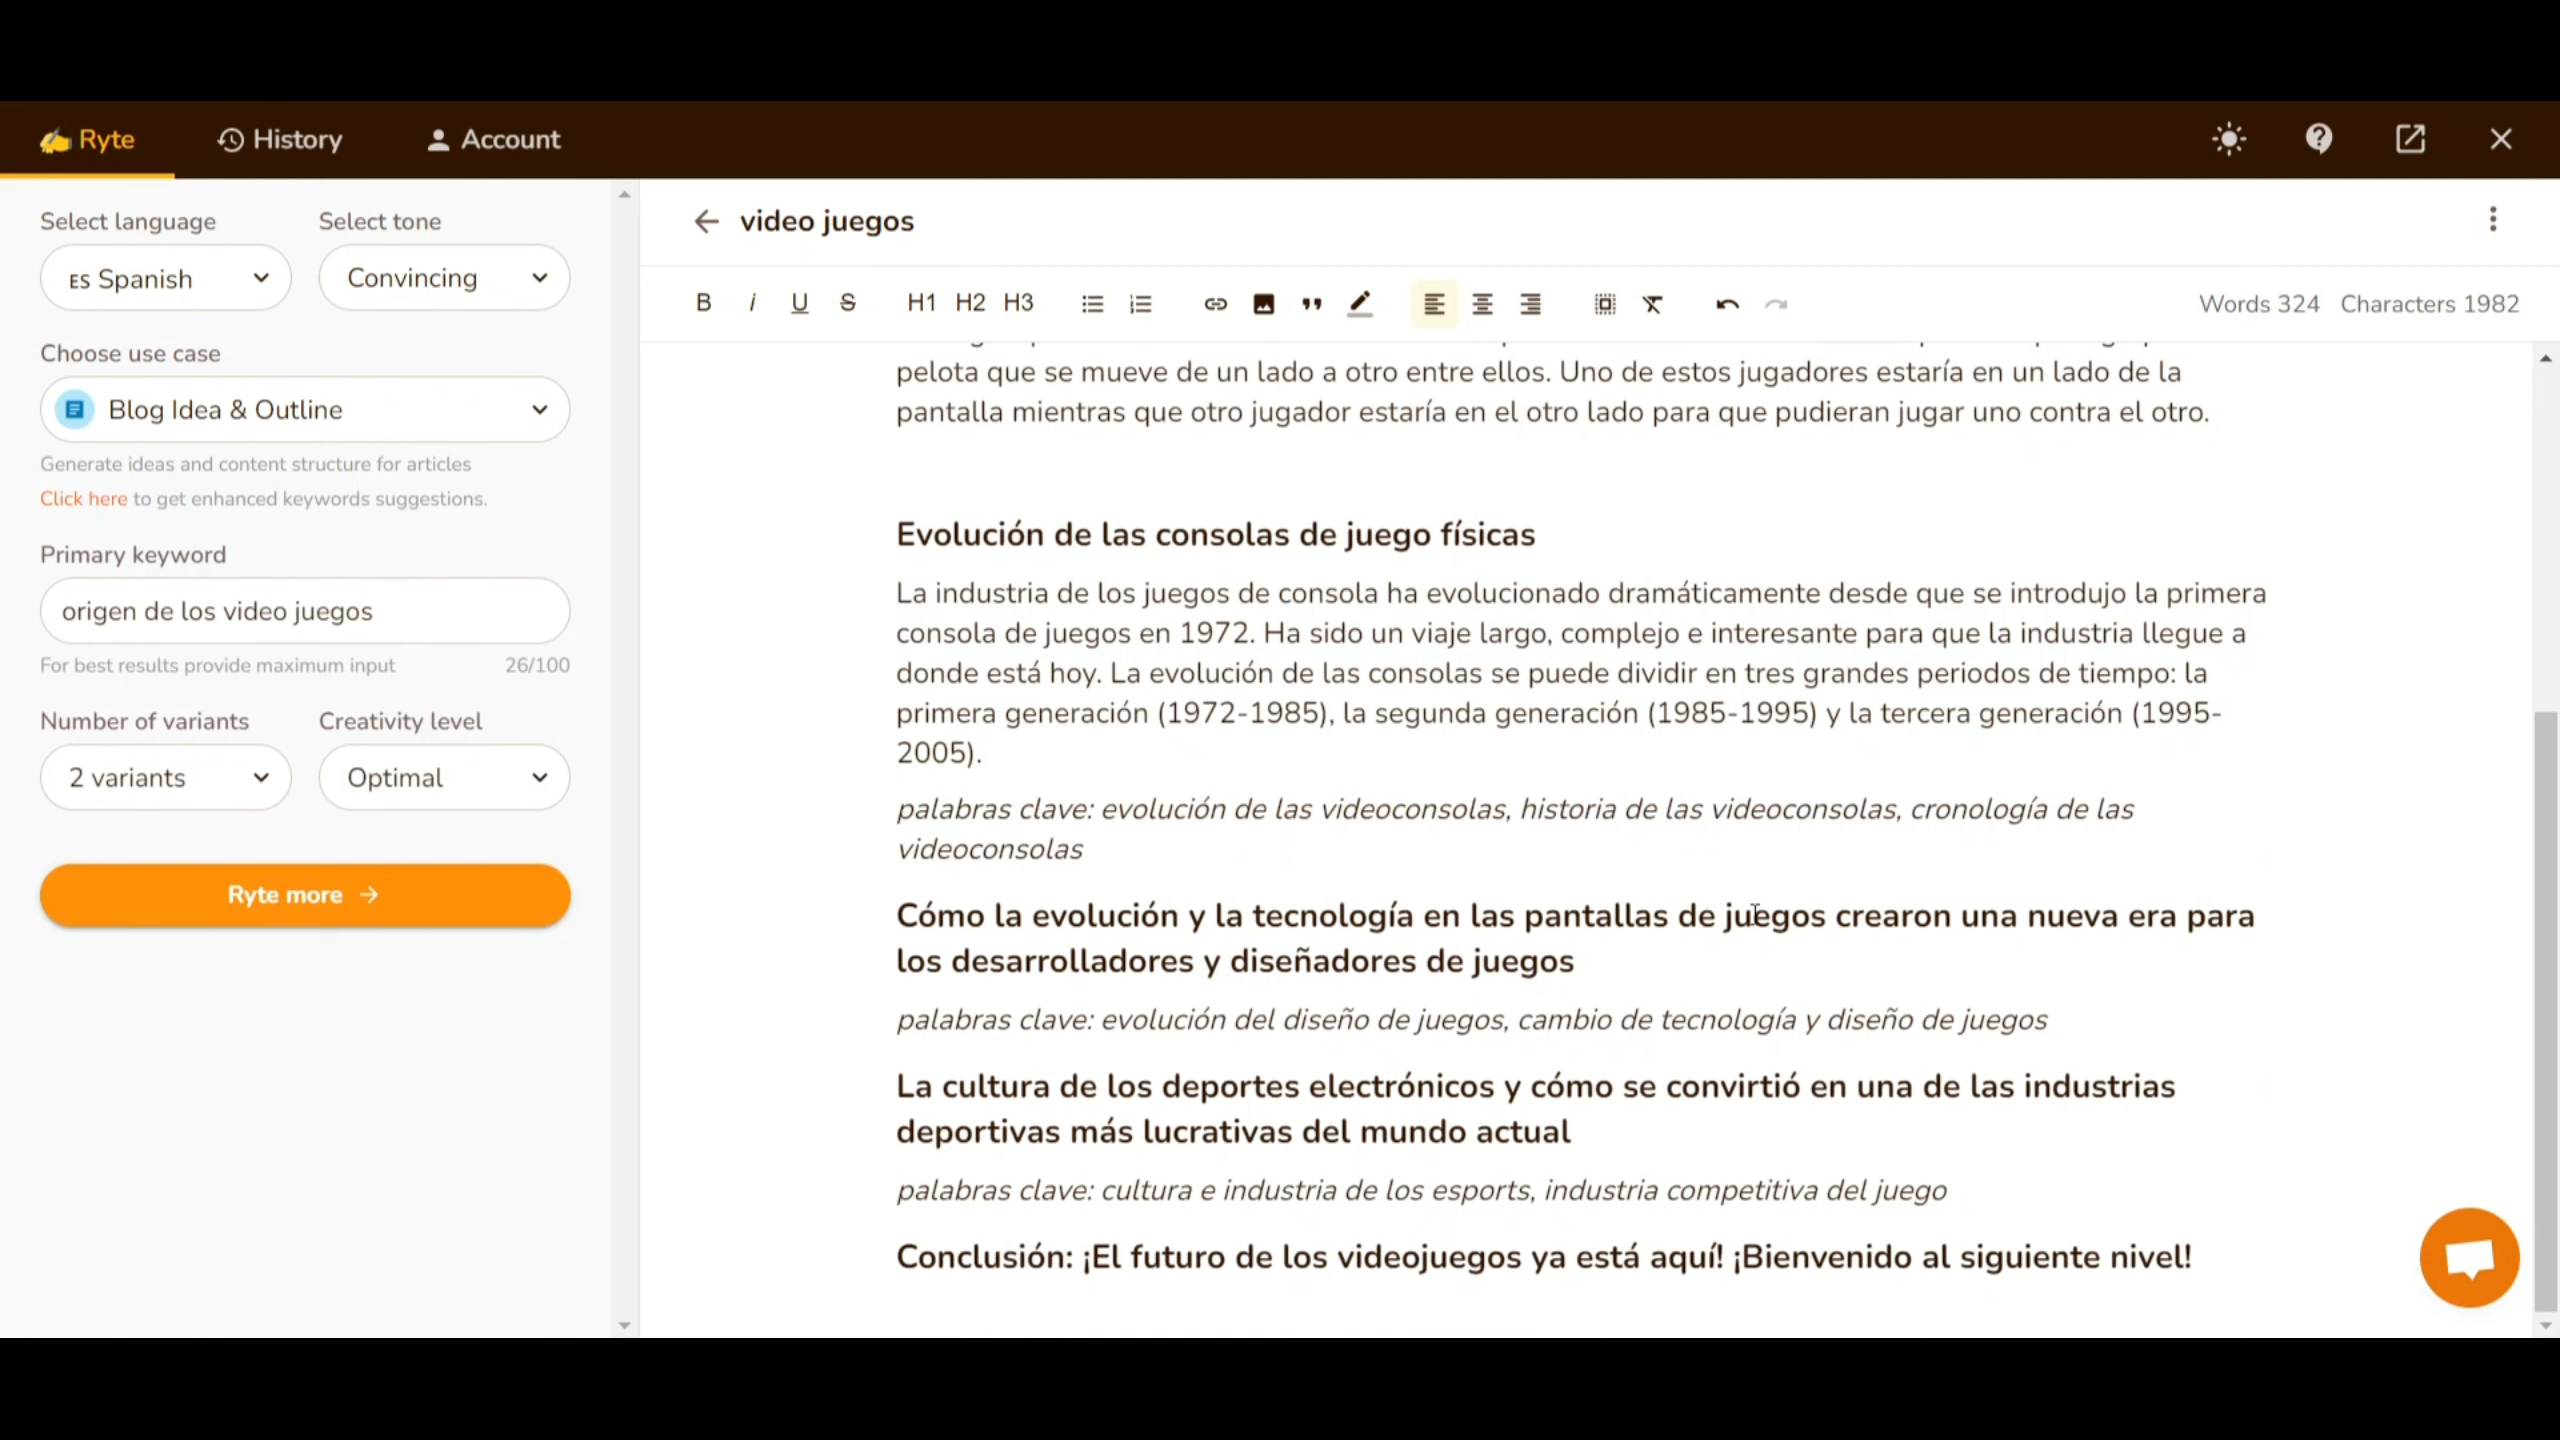 Ryte
History
Account
Select language
Select tone
ES Spanish
Convincing
Choose use case
Blog Idea & Outline
Generate ideas and content structure for articles
Click here to get enhanced keywords suggestions.
Primary keyword
origen de los video juegos
For best results provide maximum input 26/100
Number of variants
Creativity level
2 variants
Optimal
Ryte more →
video juegos
B i U S H1 H2 H3
Words 324 Characters 1982
pelota que se mueve de un lado a otro entre ellos. Uno de estos jugadores estaría en un lado de la
pantalla mientras que otro jugador estaría en el otro lado para que pudieran jugar uno contra el otro.
Evolución de las consolas de juego físicas
La industria de los juegos de consola ha evolucionado dramáticamente desde que se introdujo la primera
consola de juegos en 1972. Ha sido un viaje largo, complejo e interesante para que la industria llegue a
donde está hoy. La evolución de las consolas se puede dividir en tres grandes periodos de tiempo: la
primera generación (1972-1985), la segunda generación (1985-1995) y la tercera generación (1995-
2005).
palabras clave: evolución de las videoconsolas, historia de las videoconsolas, cronología de las
videoconsolas
Cómo la evolución y la tecnología en las pantallas de juegos crearon una nueva era para
los desarrolladores y diseñadores de juegos
palabras clave: evolución del diseño de juegos, cambio de tecnología y diseño de juegos
La cultura de los deportes electrónicos y cómo se convirtió en una de las industrias
deportivas más lucrativas del mundo actual
palabras clave: cultura e industria de los esports, industria competitiva del juego
Conclusión: ¡El futuro de los videojuegos ya está aquí! ¡Bienvenido al siguiente nivel!